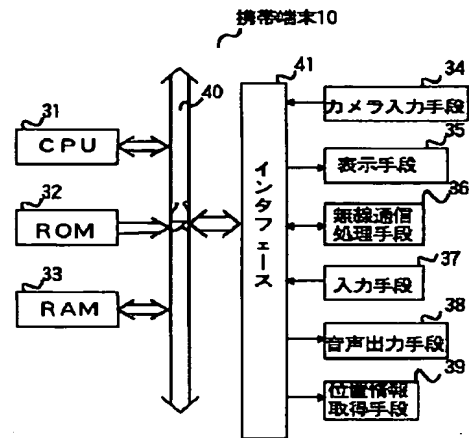 携帯端末10
41
34
カメラ入力手段
35
表示手段
36
無線通信
処理手段
37
入力手段
38
音声出力手段
39
位置情報
取得手段
インタフェース
40
バス
31
CPU
32
ROM
33
RAM